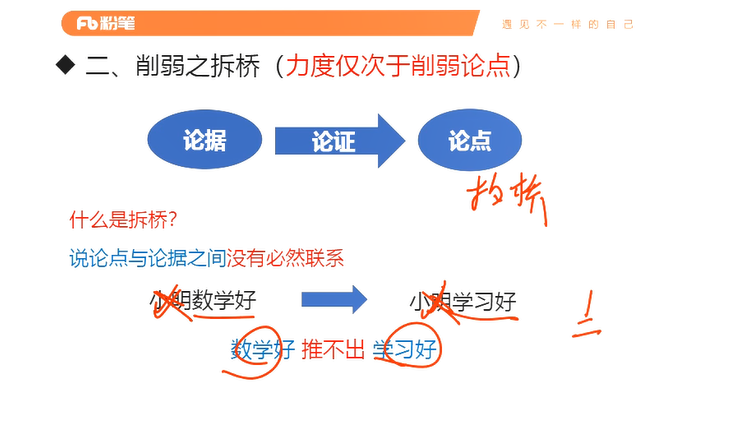 粉笔
遇见不一样的自己
◆ 二、削弱之拆桥（力度仅次于削弱论点）
论据 论证 论点
拆桥
什么是拆桥？
说论点与论据之间没有必然联系
小明数学好 小明学习好
数学好 推不出 学习好